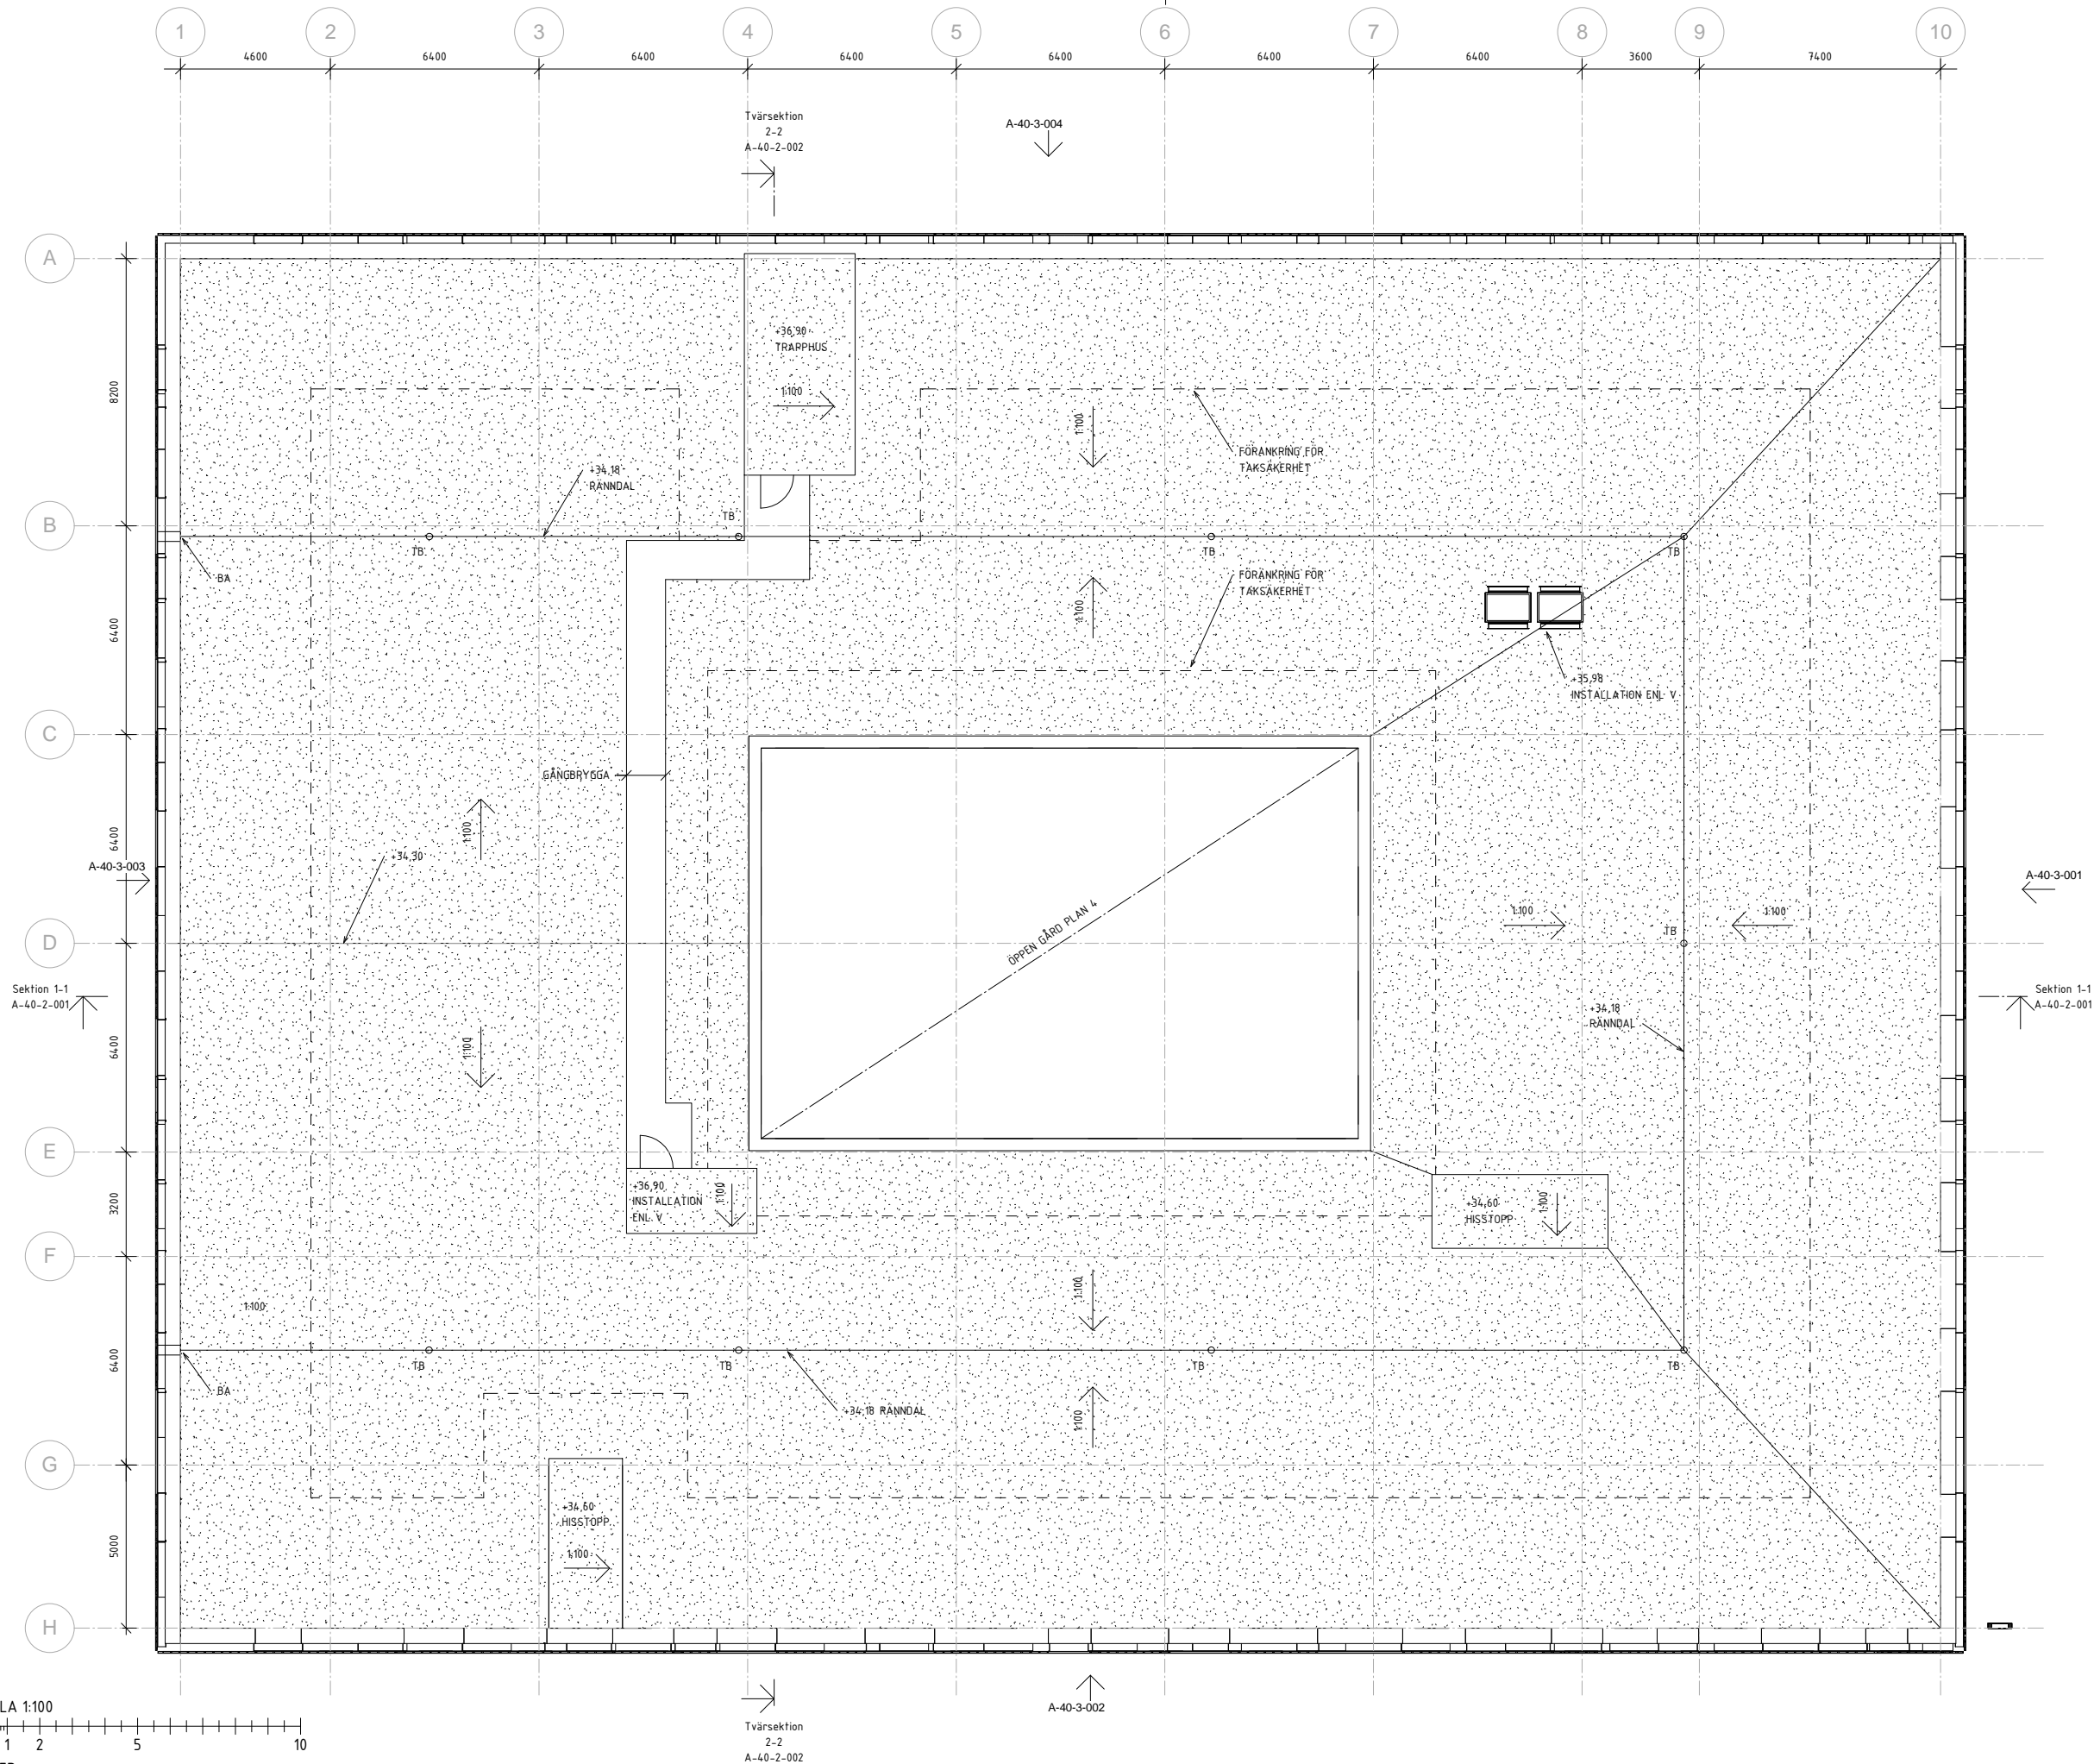 1 2 3 4 5 6 7 8 9 10
4600 6400 6400 6400 6400 6400 6400 3600 7400
Tvärsektion
2-2
A-40-2-002
A-40-3-004
A
+36,90
TRAPPHUS
1:100
8200
1:100
+34,18
RÄNNDAL
FÖRANKRING FÖR
TAKSÄKERHET
B
TB
TB
TB
TB
BA
FÖRANKRING FÖR
TAKSÄKERHET
1:100
6400
+35,98
INSTALLATION ENL V
C
GÅNGBRYGGA
1:100
6400
+34,30
A-40-3-003
A-40-3-001
ÖPPEN GÅRD PLAN 4
1:100
1:100
TB
D
Sektion 1-1
A-40-2-001
Sektion 1-1
A-40-2-001
+34,18
RÄNNDAL
1:100
6400
E
+36,90
INSTALLATION
ENL V
1:100
3200
+34,60
HISSTOPP
1:100
F
1:100
1:100
6400
TB
TB
TB
TB
BA
+34,18 RÄNNDAL
1:100
G
+34,60
HISSTOPP
1:100
5000
H
A-40-3-002
LA 1:100
1 2 5 10
Tvärsektion
2-2
A-40-2-002